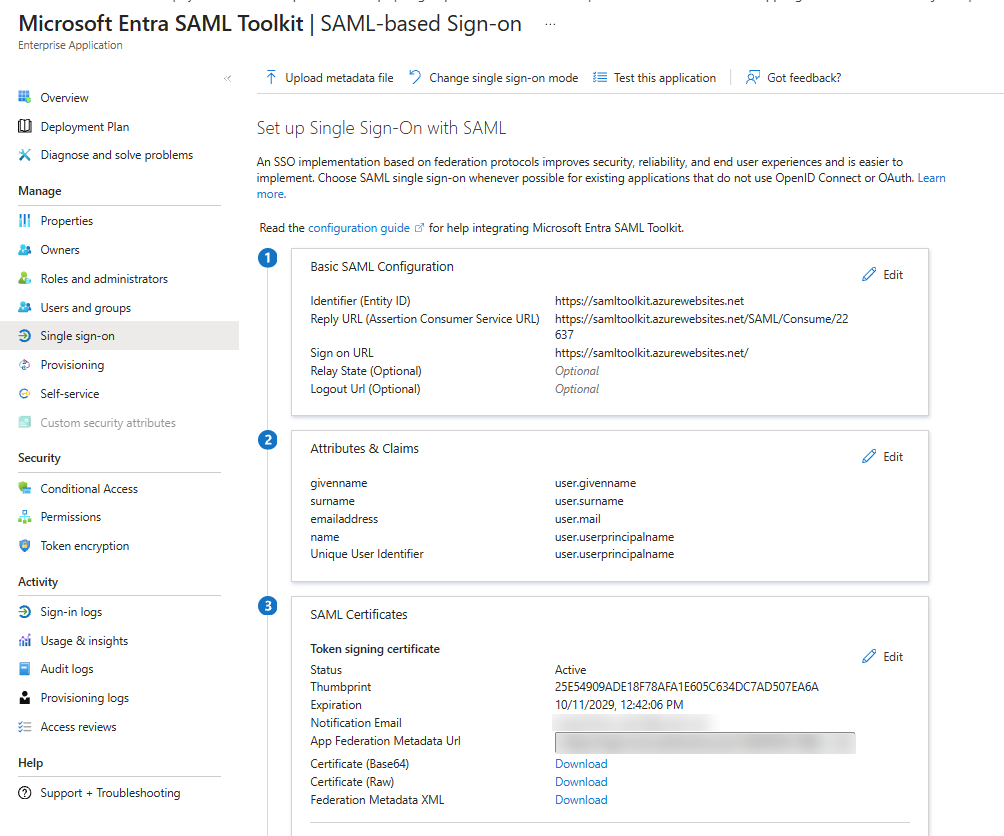 Microsoft Entra SAML Toolkit | SAML-based Sign-on ...
Enterprise Application
Upload metadata file Change single sign-on mode Test this application Got feedback?
Overview
Deployment Plan
Diagnose and solve problems
Manage
Properties
Owners
Roles and administrators
Users and groups
Single sign-on
Provisioning
Self-service
Custom security attributes
Security
Conditional Access
Permissions
Token encryption
Activity
Sign-in logs
Usage & insights
Audit logs
Provisioning logs
Access reviews
Help
Support + Troubleshooting
Set up Single Sign-On with SAML
An SSO implementation based on federation protocols improves security, reliability, and end user experiences and is easier to
implement. Choose SAML single sign-on whenever possible for existing applications that do not use OpenID Connect or OAuth. Learn
more.
Read the configuration guide for help integrating Microsoft Entra SAML Toolkit.
1
Basic SAML Configuration
Edit
Identifier (Entity ID) https://samltoolkit.azurewebsites.net
Reply URL (Assertion Consumer Service URL) https://samltoolkit.azurewebsites.net/SAML/Consume/22
637
Sign on URL https://samltoolkit.azurewebsites.net/
Relay State (Optional) Optional
Logout Url (Optional) Optional
2
Attributes & Claims
Edit
givenname user.givenname
surname user.surname
emailaddress user.mail
name user.userprincipalname
Unique User Identifier user.userprincipalname
3
SAML Certificates
Token signing certificate
Edit
Status Active
Thumbprint 25E54909ADE18F78AFA1E605C634DC7AD507EA6A
Expiration 10/11/2029, 12:42:06 PM
Notification Email
App Federation Metadata Url
Certificate (Base64) Download
Certificate (Raw) Download
Federation Metadata XML Download